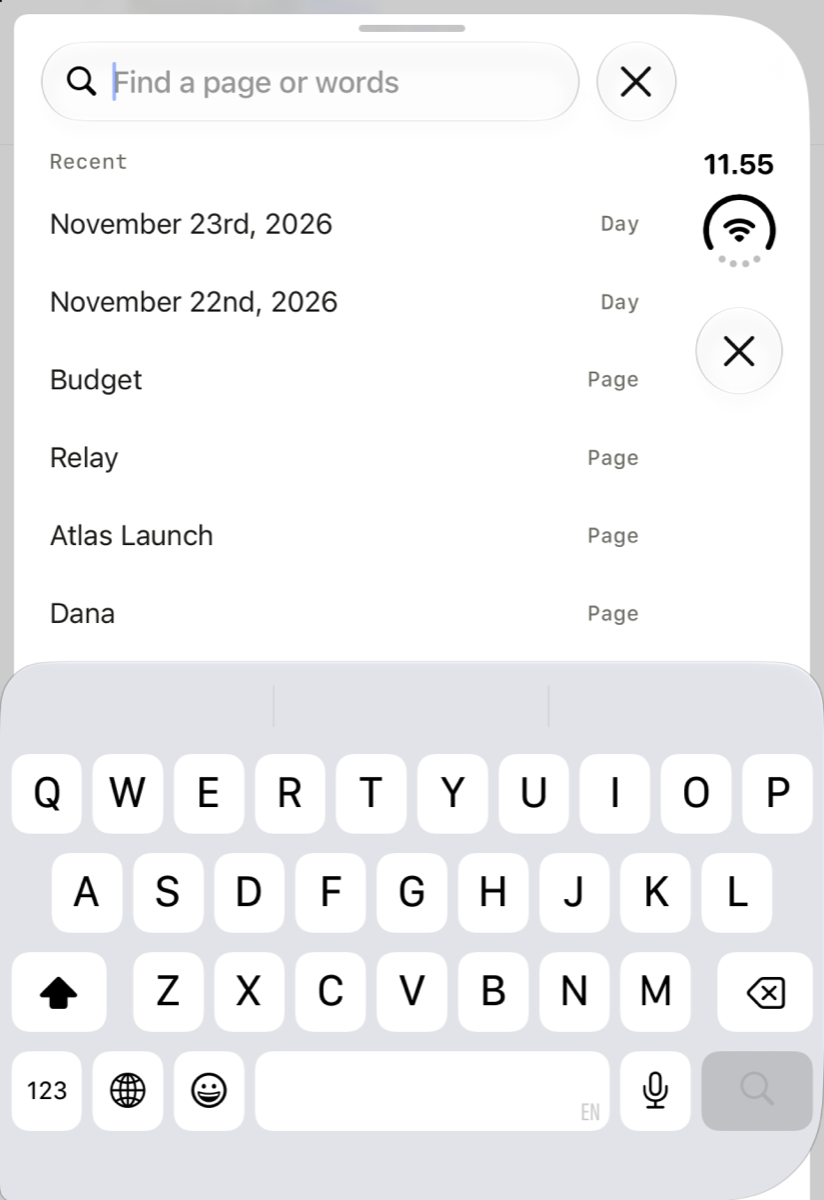 Find a page or words
Recent
11.55
November 23rd, 2026 Day
November 22nd, 2026 Day
Budget Page
Relay Page
Atlas Launch Page
Dana Page
Q W E R T Y U I O P
A S D F G H J K L
Z X C V B N M
123 EN